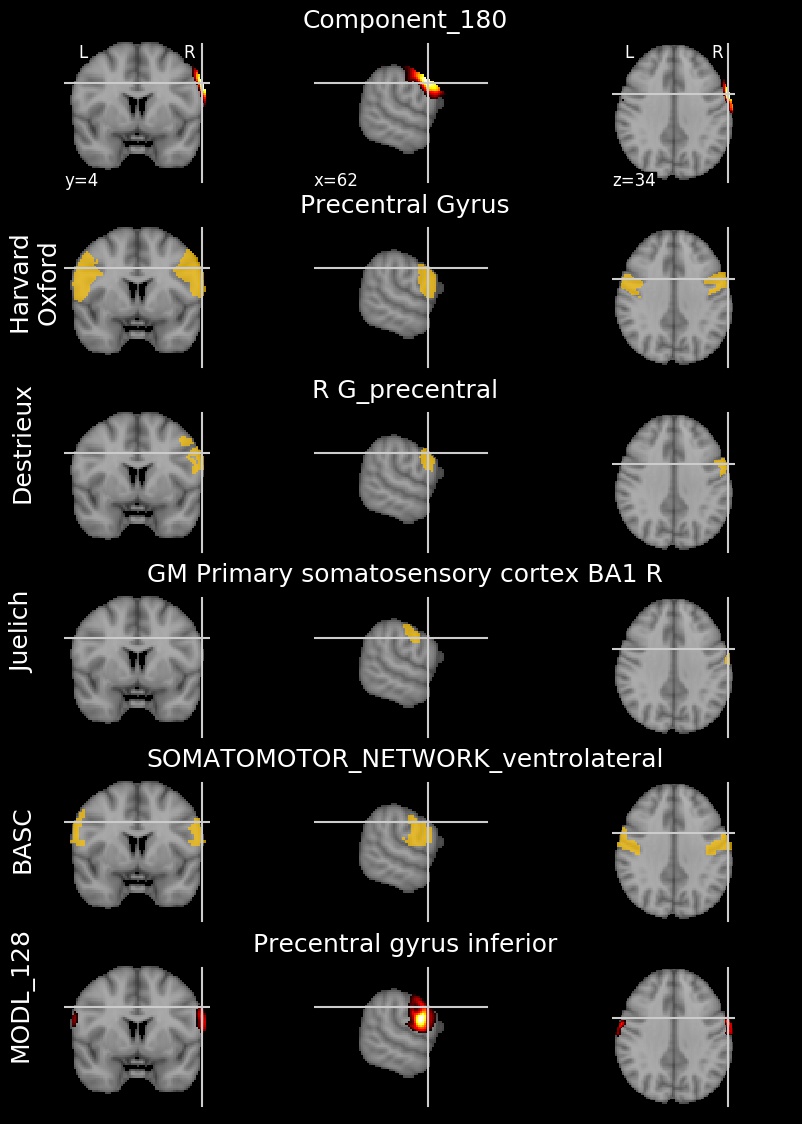 Component_180
L R
L R
y=4
x=62
z=34
Precentral Gyrus
Harvard
Oxford
R G_precentral
Destrieux
GM Primary somatosensory cortex BA1 R
Juelich
SOMATOMOTOR_NETWORK_ventrolateral
BASC
Precentral gyrus inferior
MODL_128